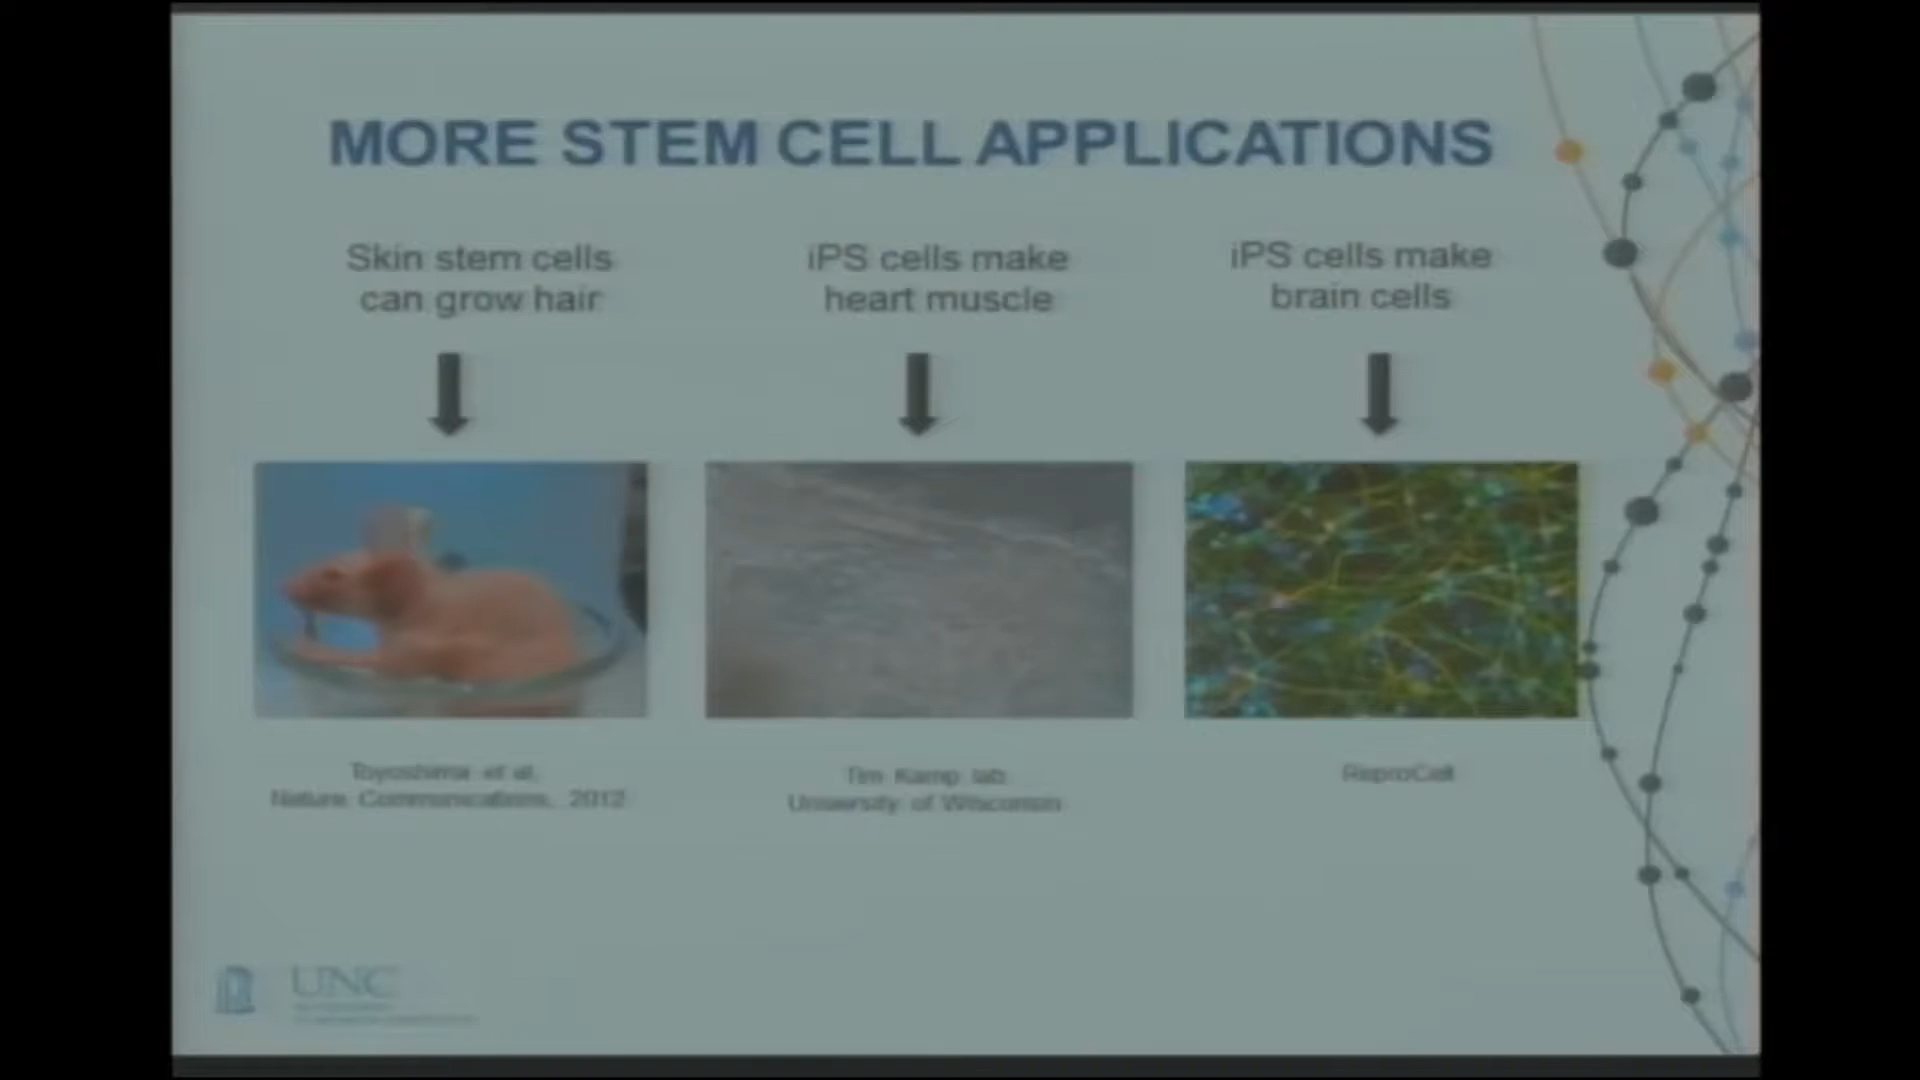 MORE STEM CELL APPLICATIONS
Skin stem cells
can grow hair
iPS cells make
heart muscle
iPS cells make
brain cells
Toyoshima et al.
Nature Communications, 2012
Tim Kamp lab
University of Wisconsin
ReproCell
UNC